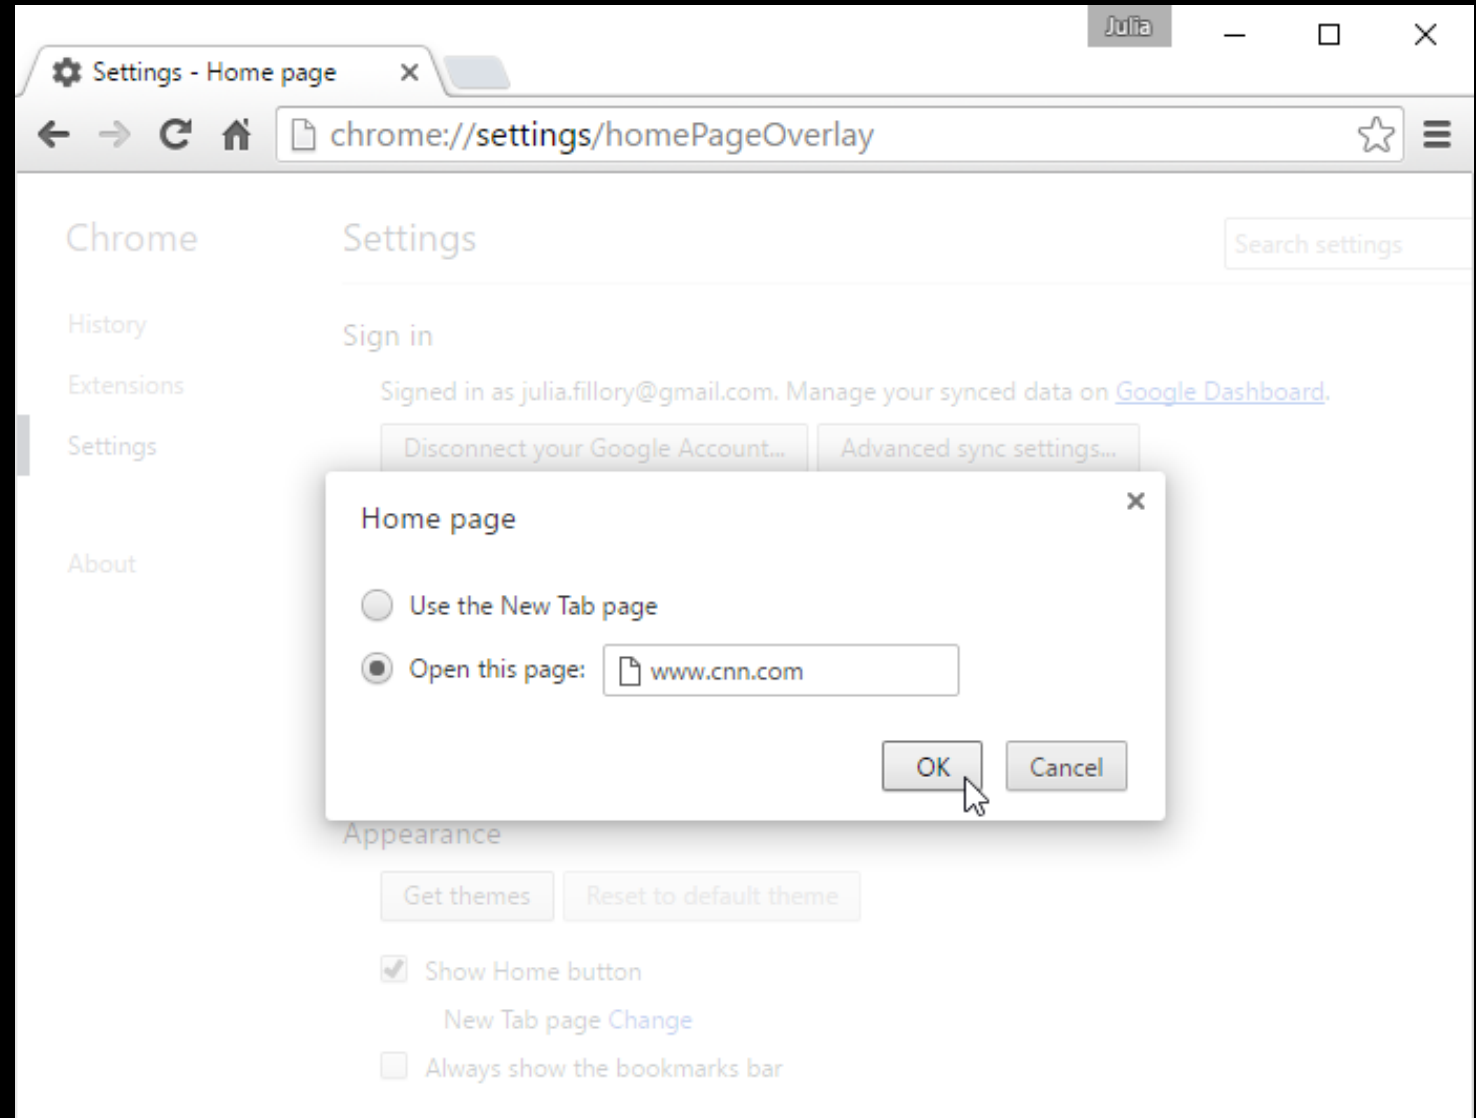 Julia
Settings - Home page
chrome://settings/homePageOverlay
Chrome
Settings
Search settings
History
Sign in
Extensions
Signed in as julia.fillory@gmail.com. Manage your synced data on Google Dashboard.
Settings
Disconnect your Google Account... Advanced sync settings...
Home page
About
Use the New Tab page
Open this page: www.cnn.com
OK Cancel
Appearance
Get themes Reset to default theme
Show Home button
New Tab page Change
Always show the bookmarks bar